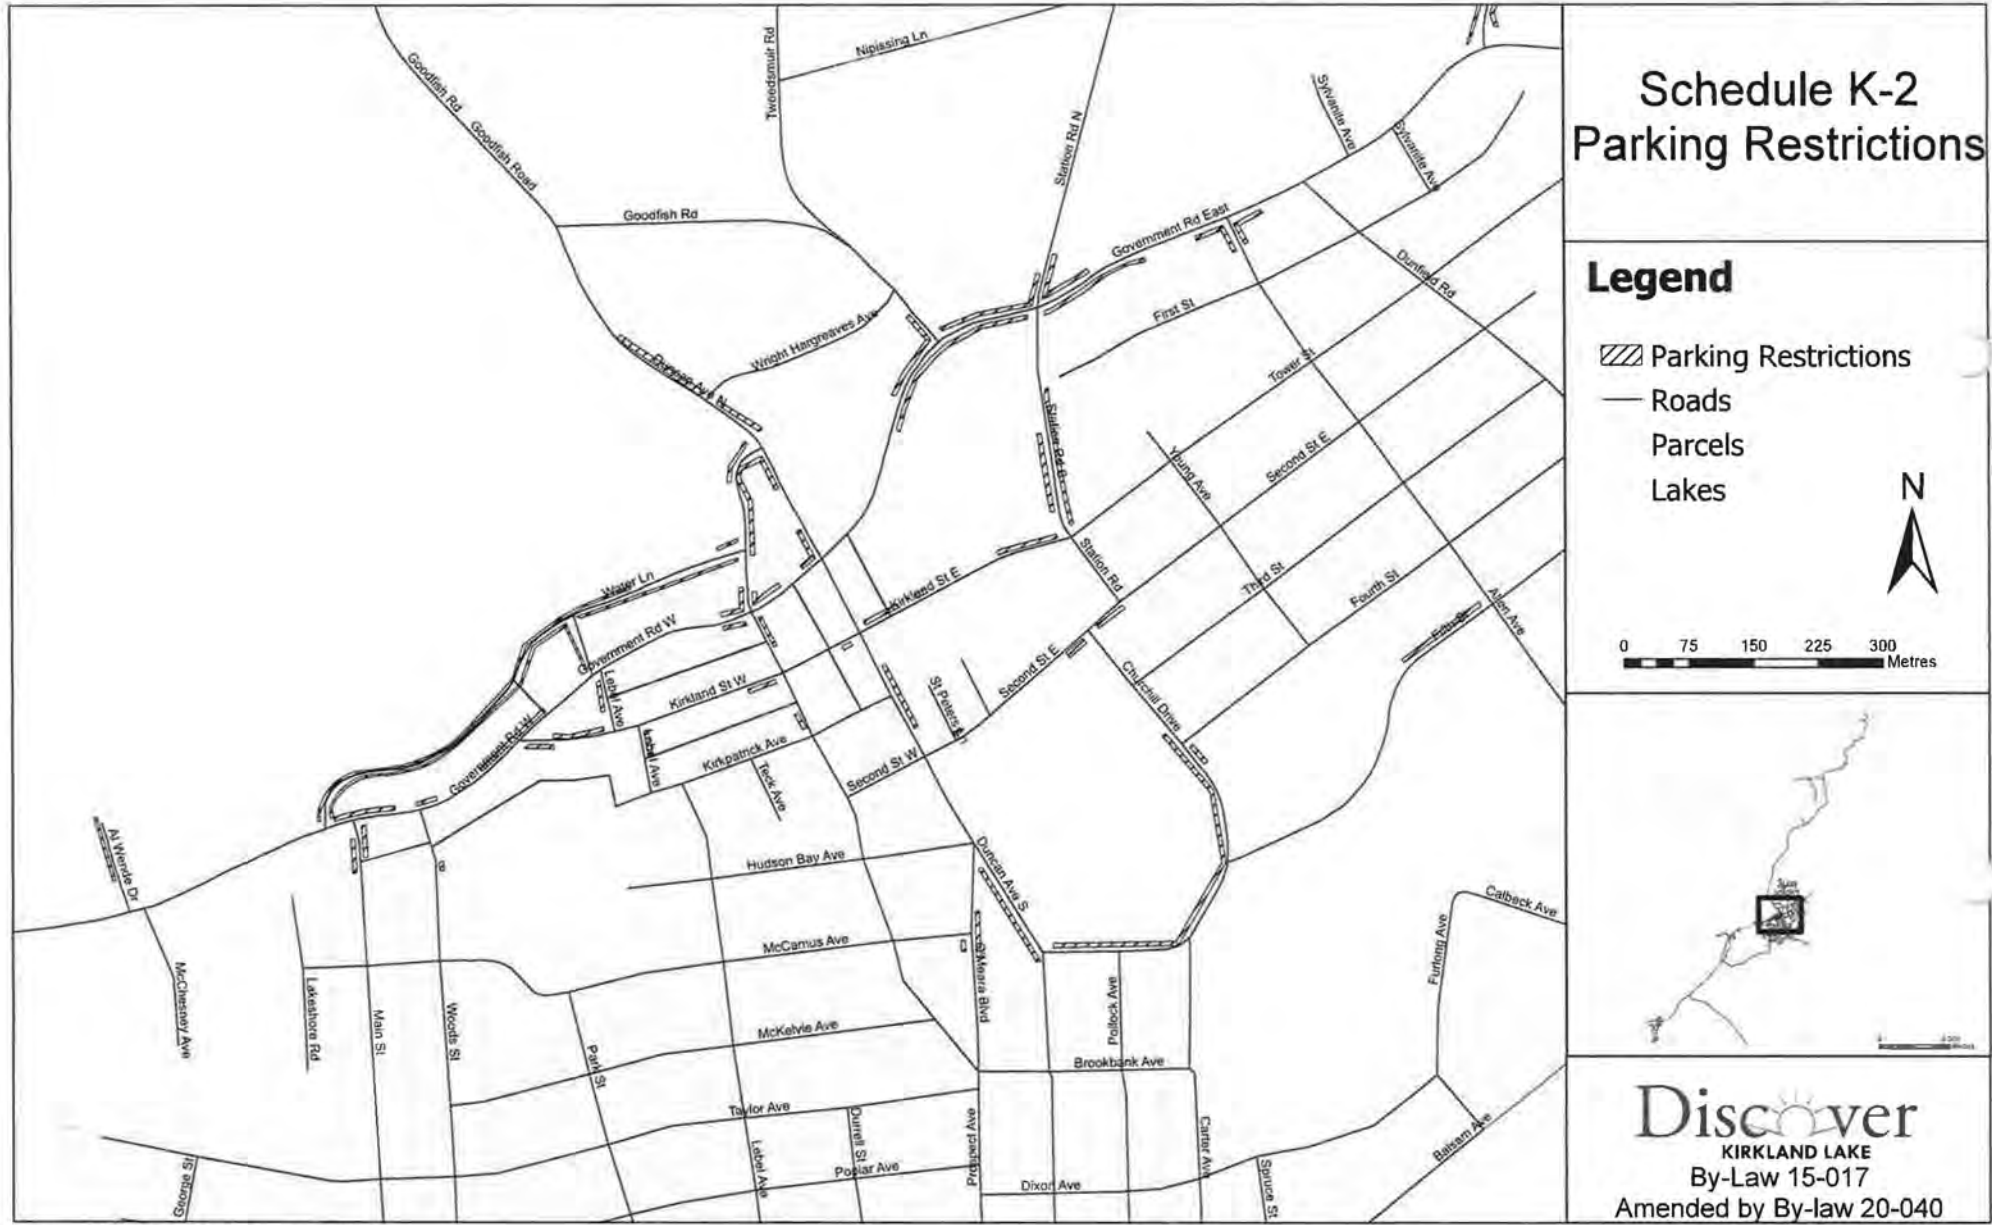 Schedule K-2
Parking Restrictions
Legend
Parking Restrictions
Roads
Parcels
Lakes
N
0 75 150 225 300
Metres
Discover
KIRKLAND LAKE
By-Law 15-017
Amended by By-law 20-040
Goodfish Rd
Goodfish Road
Tweedsmuir Rd
Nipissing Ln
Station Rd N
Sylvanite Ave
Sylvanite Ave
Goodfish Rd
Government Rd East
Dunfield Rd
First St
Wright Hargreaves Ave
Duncan Ave N
Tower St
Station Rd S
Second St E
Young Ave
Station Rd
Third St
Fourth St
Allen Ave
Fifth St
Water Ln
Kirkland St E
Government Rd W
Lebel Ave
Kirkland St W
St Peters Ln
Second St E
Churchill Drive
Government Rd W
Lebel Ave
Kirkpatrick Ave
Teck Ave
Second St W
Al Wende Dr
Hudson Bay Ave
Duncan Ave S
Calbeck Ave
Furlong Ave
McCamus Ave
O'Meara Blvd
McChesney Ave
Lakeshore Rd
Main St
Woods St
Pollock Ave
McKelvie Ave
Park St
Brookbank Ave
Taylor Ave
Durrell St
Prospect Ave
Carter Ave
Balsam Ave
George St
Lebel Ave
Poplar Ave
Dixon Ave
Spruce St